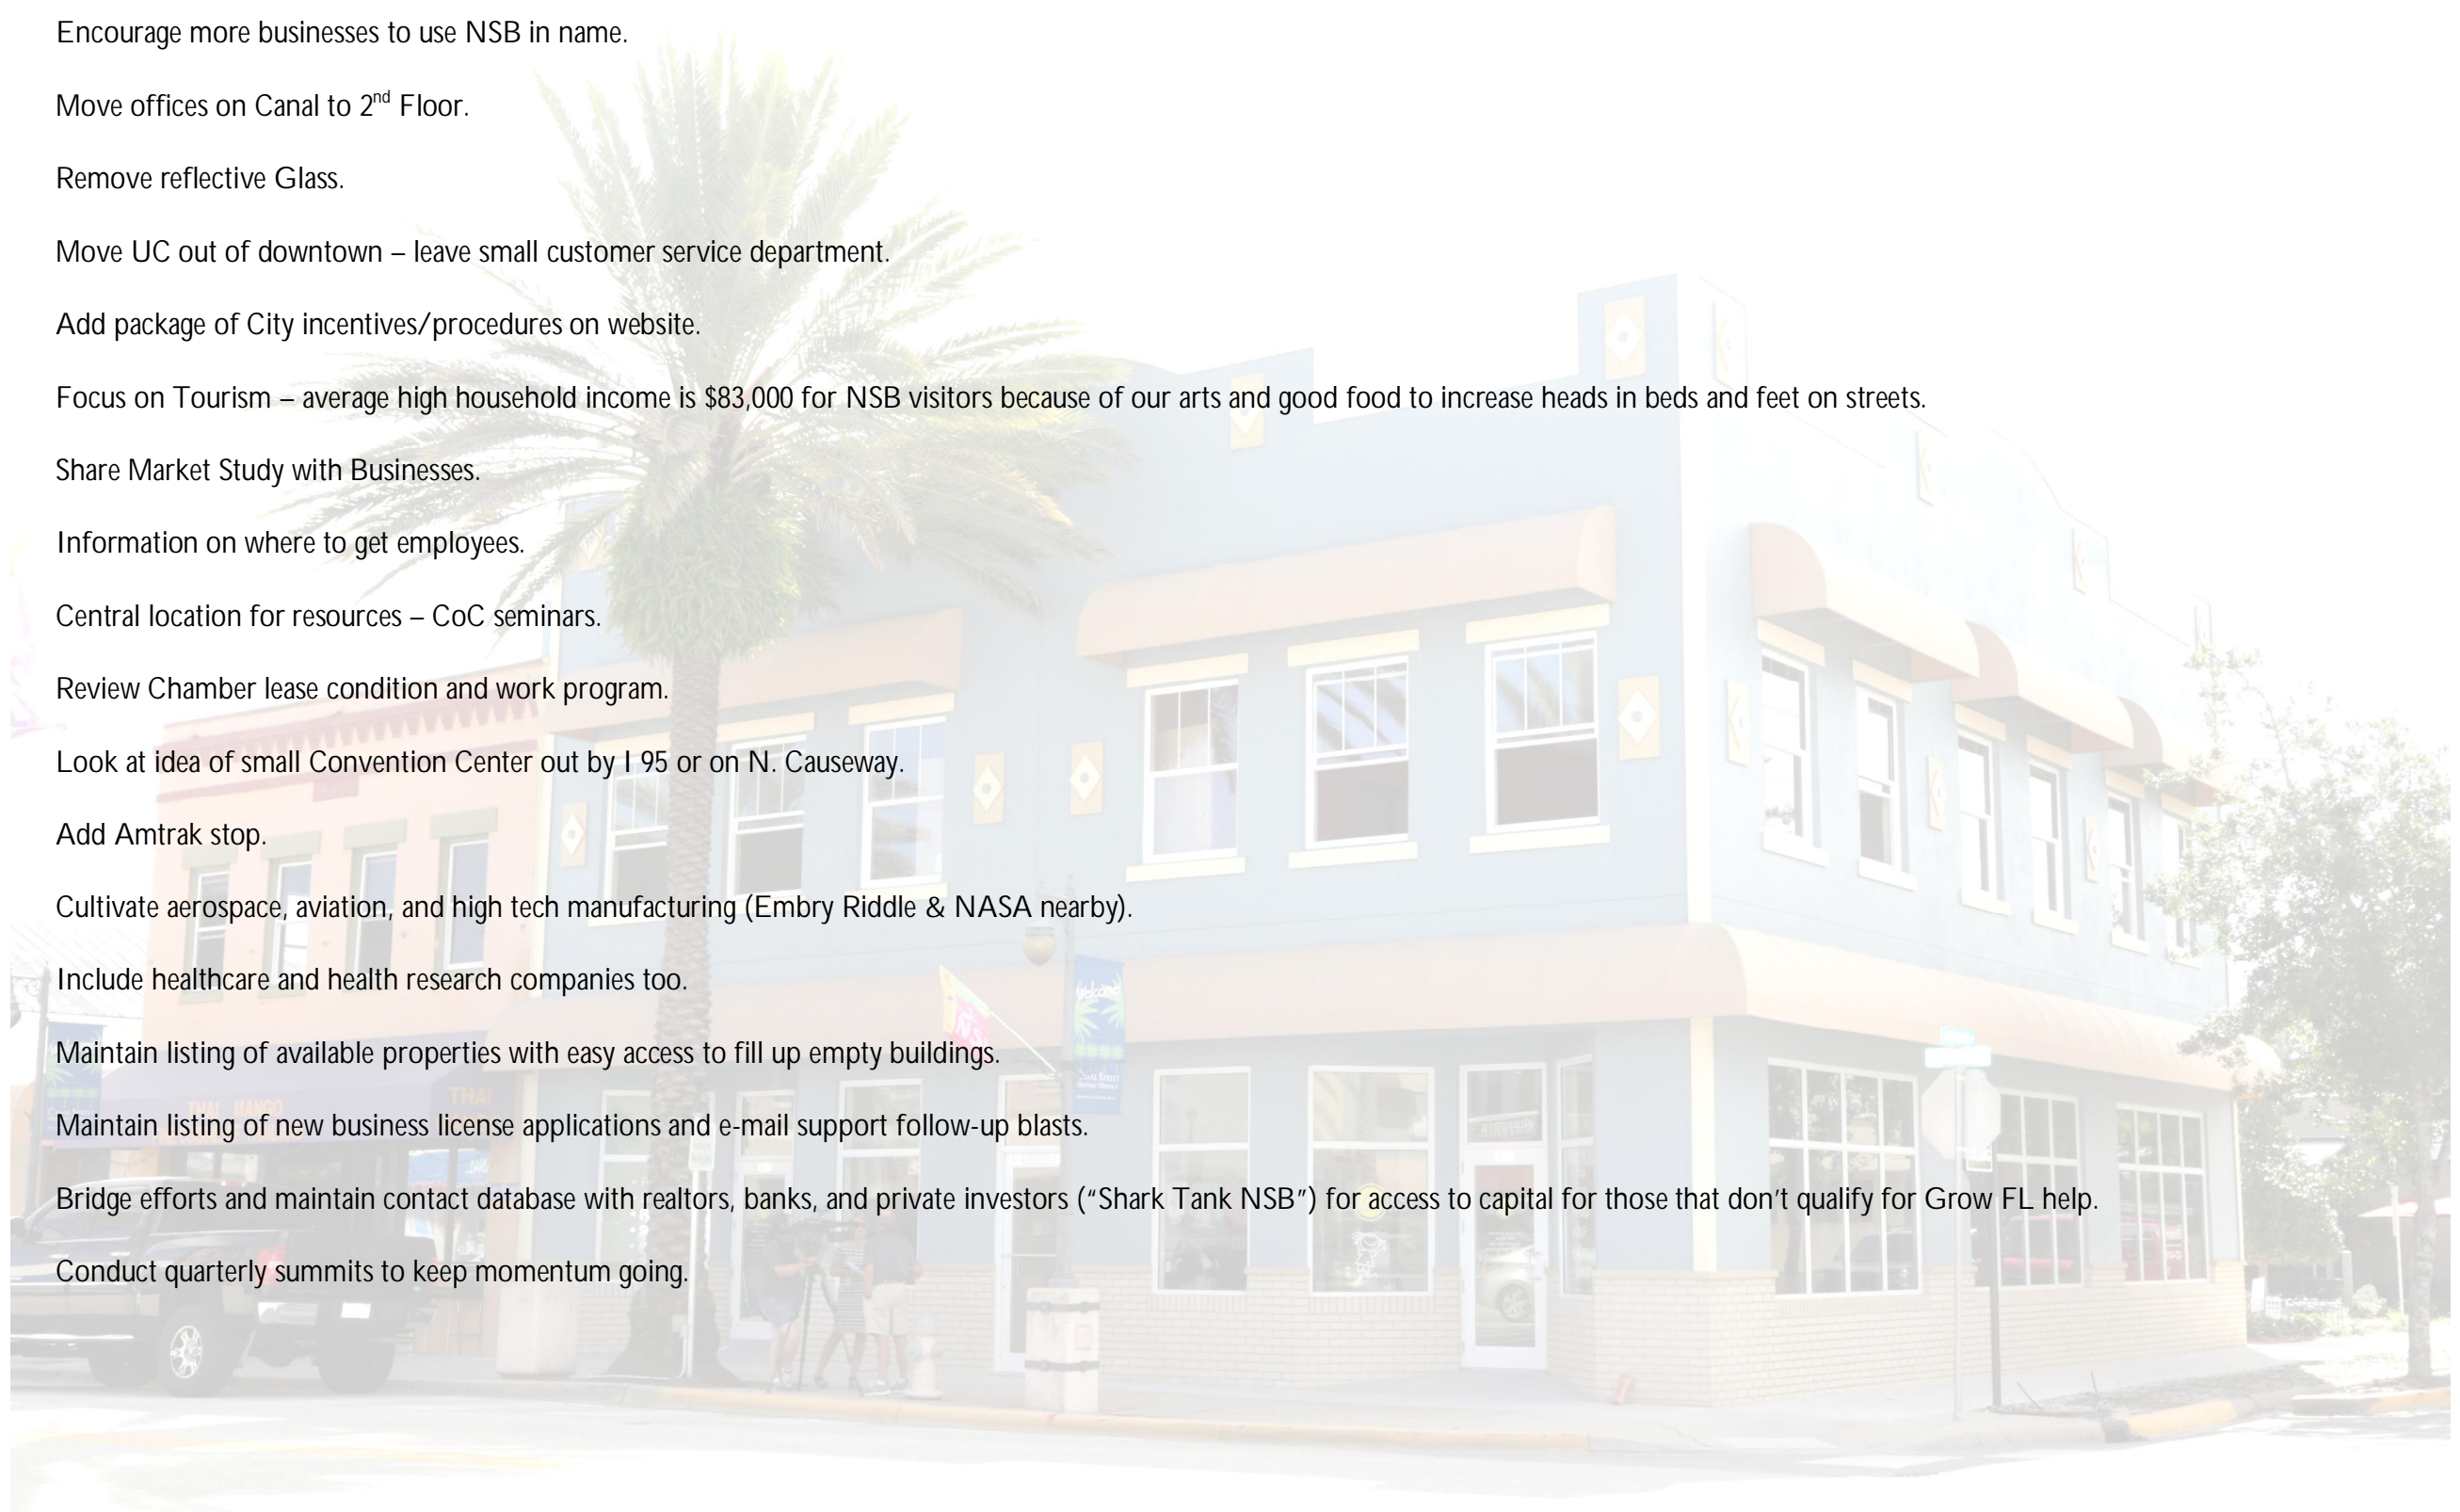 Encourage more businesses to use NSB in name.
Move offices on Canal to 2nd Floor.
Remove reflective Glass.
Move UC out of downtown – leave small customer service department.
Add package of City incentives/procedures on website.
Focus on Tourism – average high household income is $83,000 for NSB visitors because of our arts and good food to increase heads in beds and feet on streets.
Share Market Study with Businesses.
Information on where to get employees.
Central location for resources – CoC seminars.
Review Chamber lease condition and work program.
Look at idea of small Convention Center out by I 95 or on N. Causeway.
Add Amtrak stop.
Cultivate aerospace, aviation, and high tech manufacturing (Embry Riddle & NASA nearby).
Include healthcare and health research companies too.
Welcome
Maintain listing of available properties with easy access to fill up empty buildings.
THAI MANGO
THAI
Maintain listing of new business license applications and e-mail support follow-up blasts.
Bridge efforts and maintain contact database with realtors, banks, and private investors (“Shark Tank NSB”) for access to capital for those that don’t qualify for Grow FL help.
Conduct quarterly summits to keep momentum going.